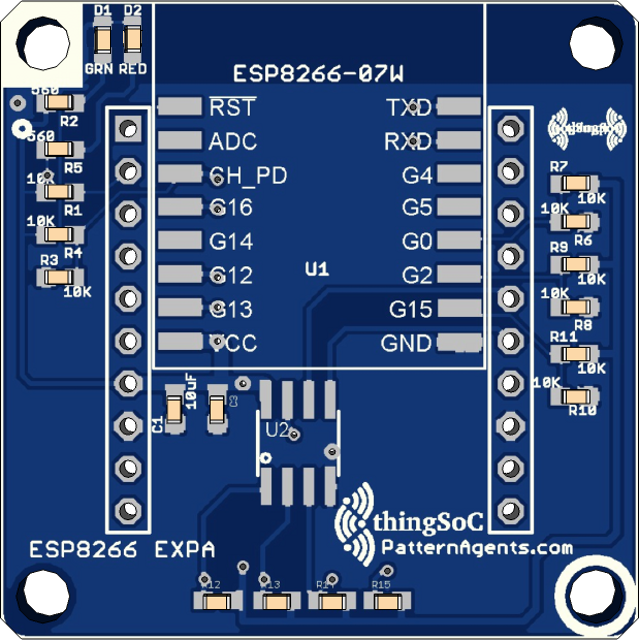 D1 D2
GRN RED
ESP8266-07W
560
R2
560
R5
10K
R1
10K
R4
R3
10K
RST
ADC
CH_PD
G16
G14
G12
G13
VCC
TXD
RXD
G4
G5
G0
G2
G15
GND
U1
thingSoC
R7
10K
10K
R6
R9
10K
10K
R8
R11
10K
10K
R10
10uF
C1
U2
thingSoC
PatternAgents.com
ESP8266 EXPA
R12 R13 R14 R15